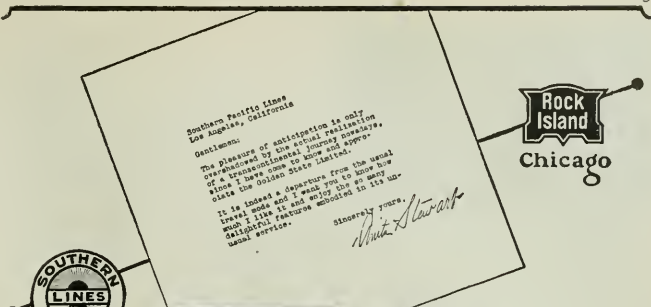 Southern Pacific Lines
Los Angeles, California
Gentlemen:
The pleasure of anticipation is only
overshadowed by the actual realization
of a transcontinental journey nowadays,
since I have come to know and appre-
ciate the Golden State Limited.
It is indeed a departure from the usual
travel mode and I want you to know how
much I like it and enjoy the so many
delightful features embodied in its un-
usual service.
Sincerely yours,
Anita Stewart
Rock
Island
Chicago
SOUTHERN
LINES